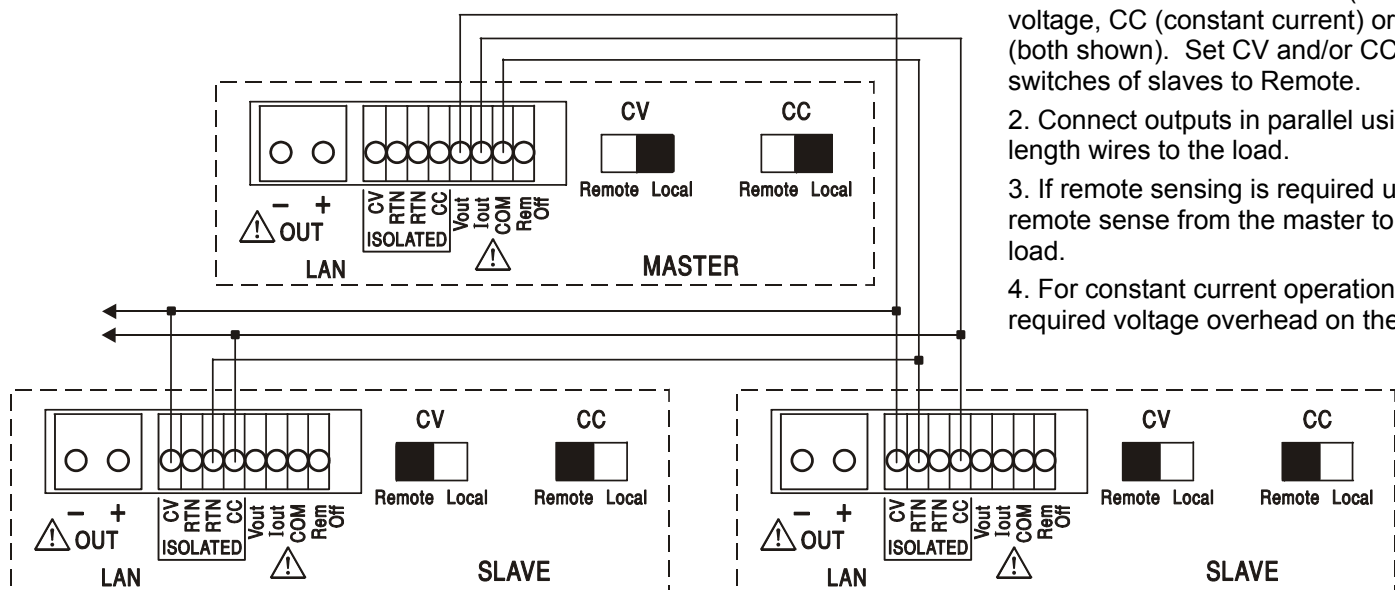 voltage, CC (constant current) or
(both shown). Set CV and/or CC
switches of slaves to Remote.
2. Connect outputs in parallel usi
length wires to the load.
3. If remote sensing is required u
remote sense from the master to
load.
4. For constant current operation
required voltage overhead on the
CV CC
Remote Local Remote Local
- +
OUT
CV
RTN
RTN
CC
Vout
Iout
COM
Rem
Off
ISOLATED
LAN
MASTER
CV CC
Remote Local Remote Local
- +
OUT
CV
RTN
RTN
CC
Vout
Iout
COM
Rem
Off
ISOLATED
LAN
SLAVE
CV CC
Remote Local Remote Local
- +
OUT
CV
RTN
RTN
CC
Vout
Iout
COM
Rem
Off
ISOLATED
LAN
SLAVE